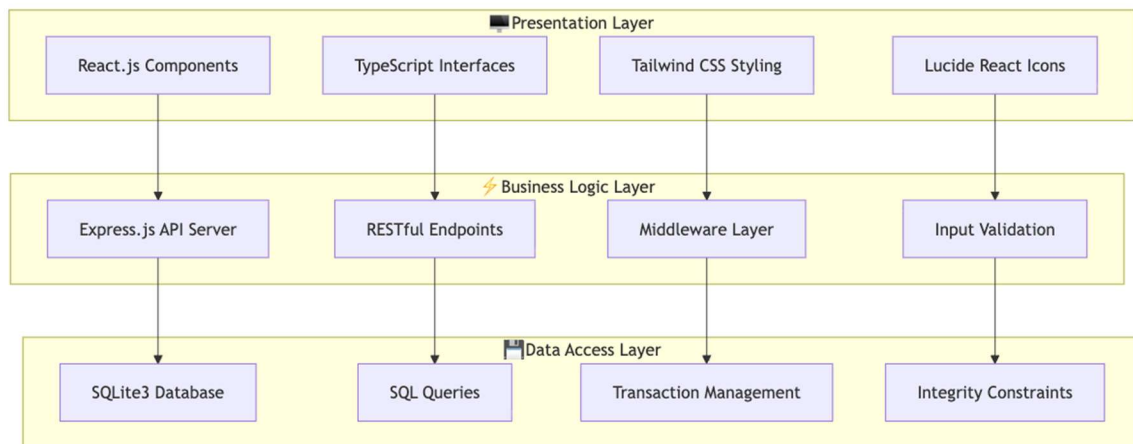 🖥️Presentation Layer
React.js Components
TypeScript Interfaces
Tailwind CSS Styling
Lucide React Icons
⚡Business Logic Layer
Express.js API Server
RESTful Endpoints
Middleware Layer
Input Validation
💾Data Access Layer
SQLite3 Database
SQL Queries
Transaction Management
Integrity Constraints